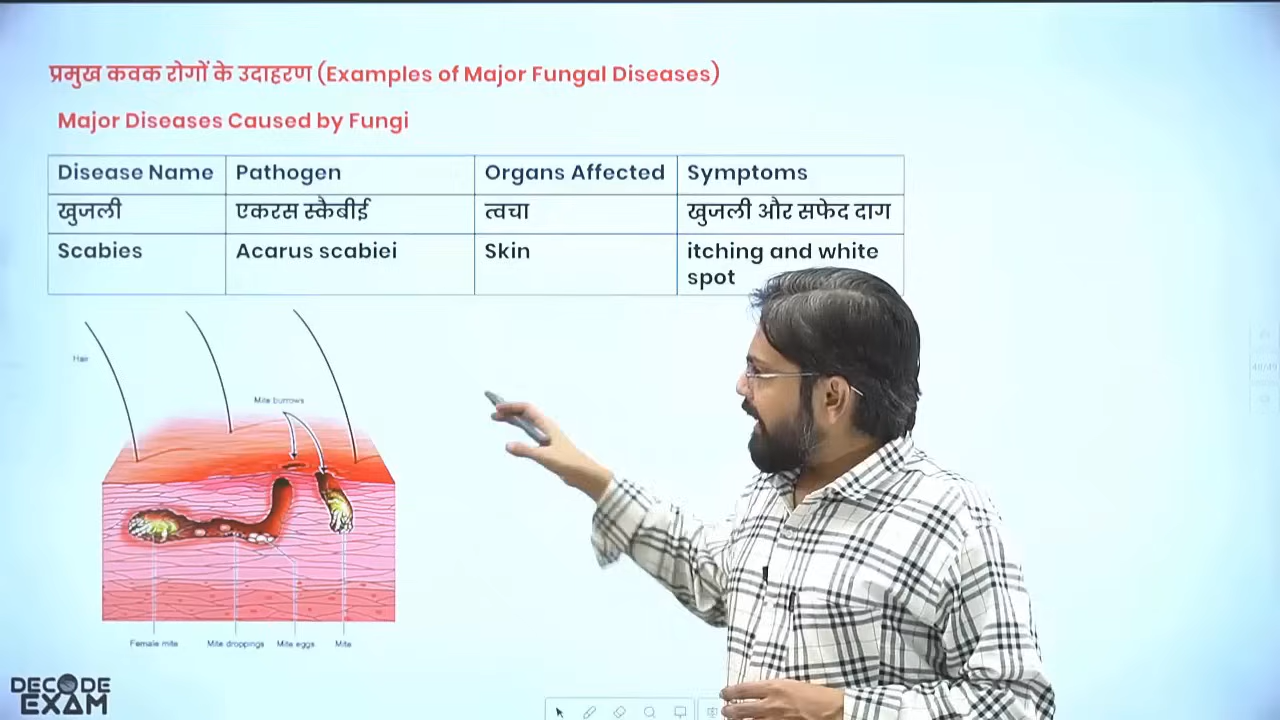 प्रमुख कवक रोगों के उदाहरण (Examples of Major Fungal Diseases)
Major Diseases Caused by Fungi
Disease Name Pathogen Organs Affected Symptoms
खुजली एकरस स्कैबीई त्वचा खुजली और सफेद दाग
Scabies Acarus scabiei Skin itching and white
spot
Hair
Mite burrows
Female mite Mite droppings Mite eggs Mite
DECODE
EXAM